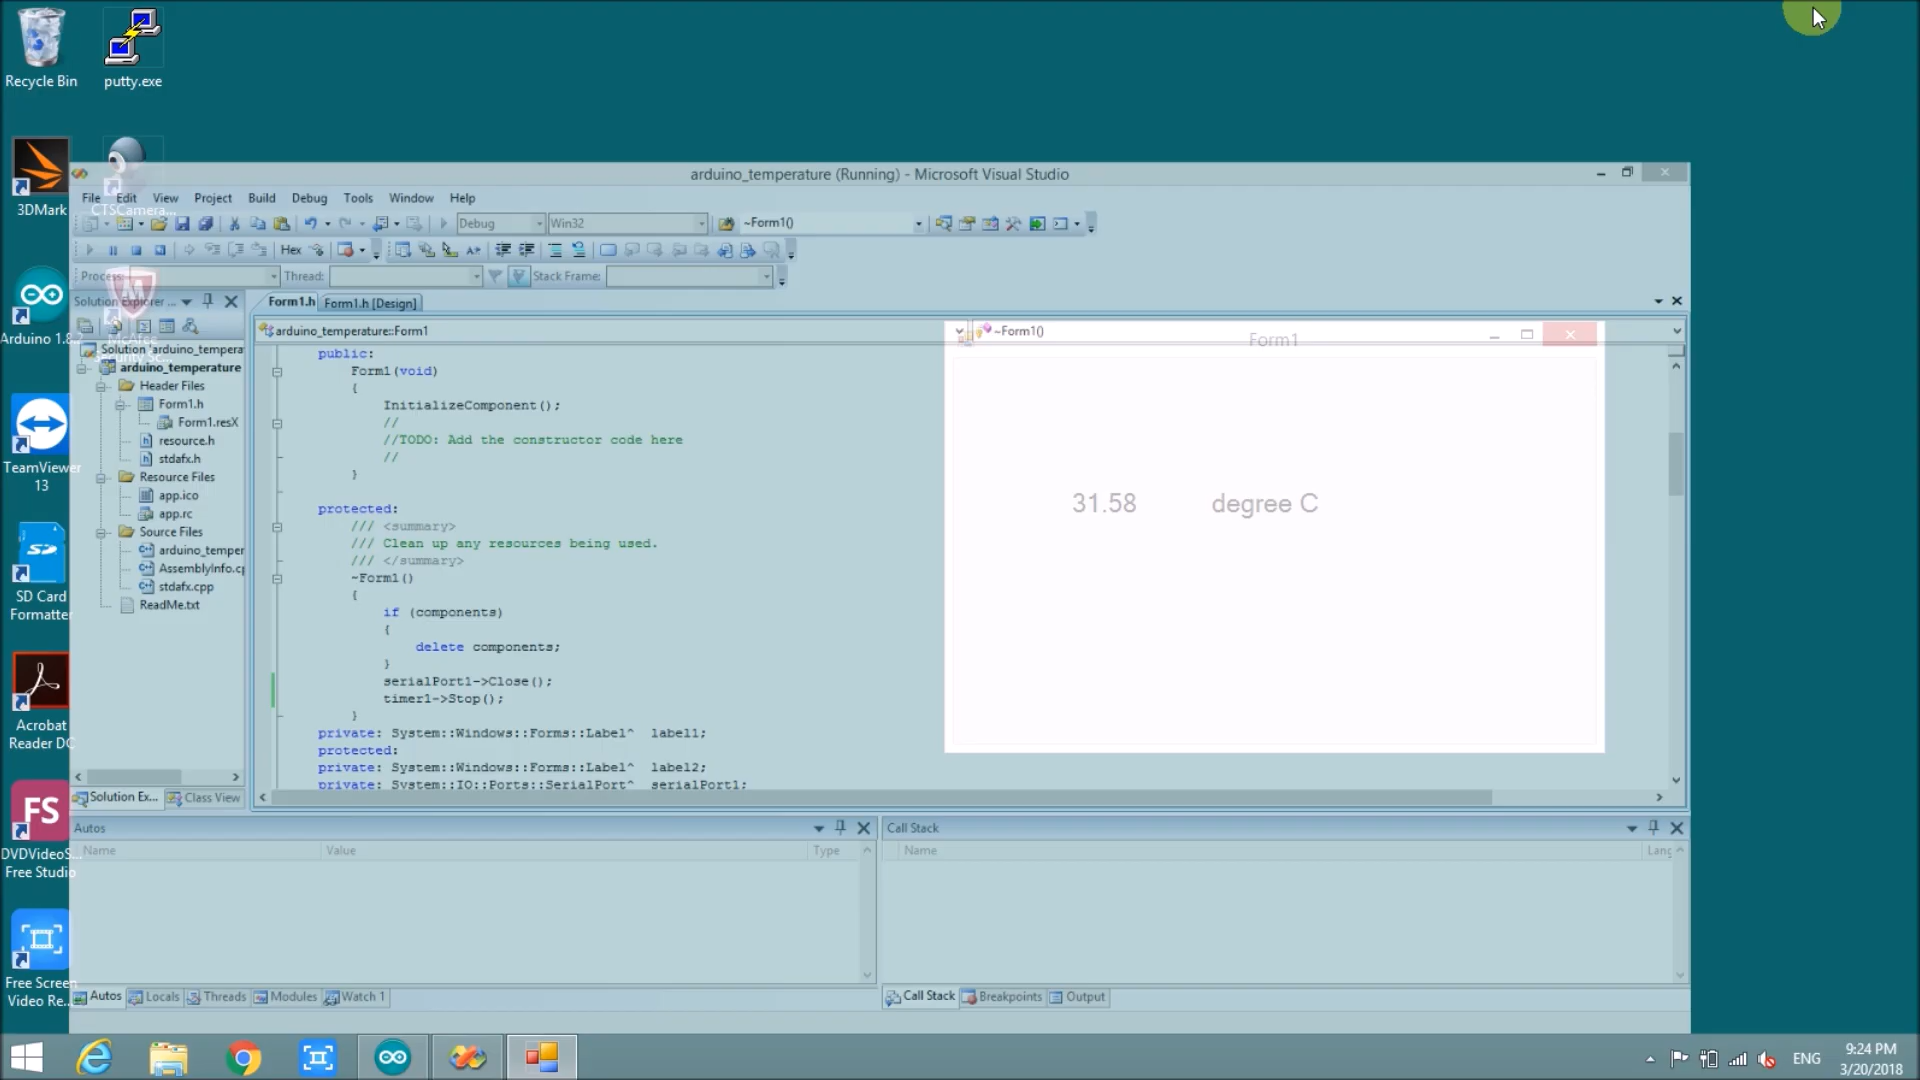 Recycle Bin
putty.exe
3DMark
CTSCamera...
Arduino 1.8.2
McAfee
Security Sc...
TeamViewer
13
SD Card
Formatter
Acrobat
Reader DC
DVDVideoS...
Free Studio
Free Screen
Video Re...
arduino_temperature (Running) - Microsoft Visual Studio
File Edit View Project Build Debug Tools Window Help
Debug Win32 ~Form1()
Hex
Process: Thread: Stack Frame:
Solution Explorer ...
Solution 'arduino_tempera
arduino_temperature
Header Files
Form1.h
Form1.resX
resource.h
stdafx.h
Resource Files
app.ico
app.rc
Source Files
arduino_temper
AssemblyInfo.cp
stdafx.cpp
ReadMe.txt
Solution Ex... Class View
Form1.h Form1.h [Design]
arduino_temperature::Form1 ~Form1()
public:
Form1(void)
{
InitializeComponent();
//
//TODO: Add the constructor code here
//
}
protected:
/// <summary>
/// Clean up any resources being used.
/// </summary>
~Form1()
{
if (components)
{
delete components;
}
serialPort1->Close();
timer1->Stop();
}
private: System::Windows::Forms::Label^ label1;
protected:
private: System::Windows::Forms::Label^ label2;
private: System::IO::Ports::SerialPort^ serialPort1;
Form1
31.58 degree C
Autos
Name Value Type
Autos Locals Threads Modules Watch 1
Call Stack
Name Lang
Call Stack Breakpoints Output
ENG
9:24 PM
3/20/2018